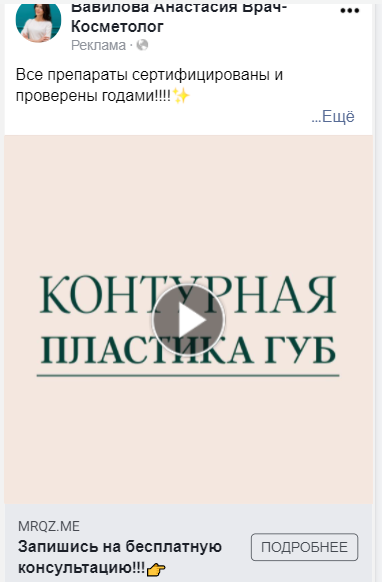 Вавилова Анастасия Врач-
Косметолог
Реклама ·
Все препараты сертифицированы и
проверены годами!!!!✨
...Ещё
КОНТУРНАЯ
ПЛАСТИКА ГУБ
MRQZ.ME
Запишись на бесплатную
консультацию!!!👉
ПОДРОБНЕЕ